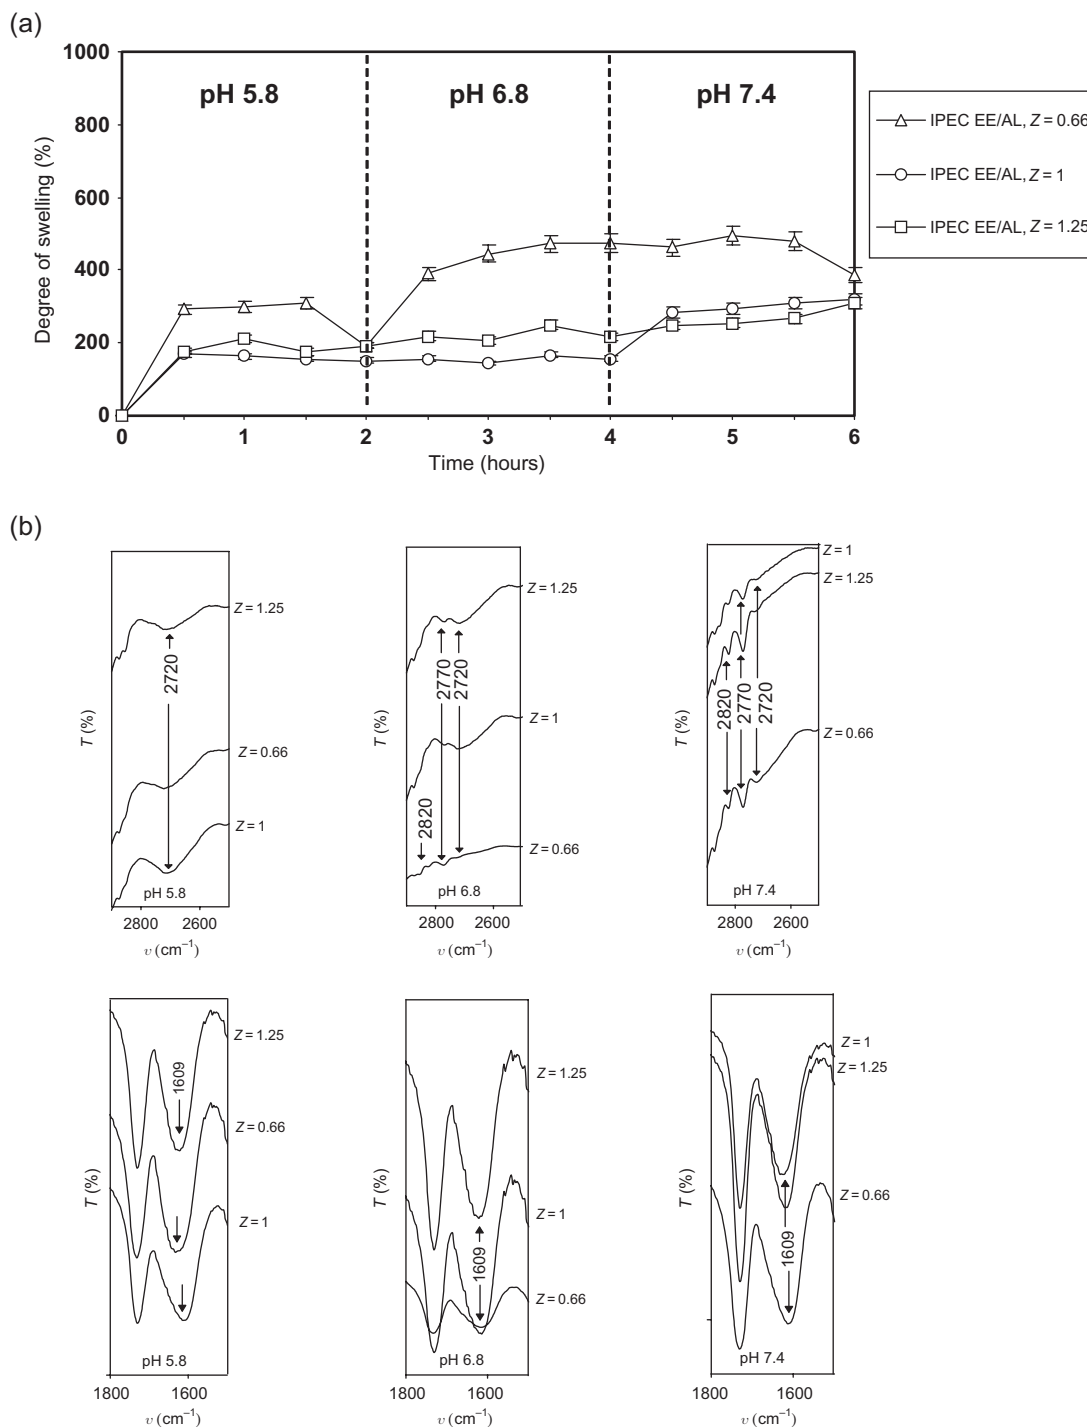 (a)
1000
800
600
400
200
0
Degree of swelling (%)
pH 5.8
pH 6.8
pH 7.4
0
1
2
3
4
5
6
Time (hours)
IPEC EE/AL, Z = 0.66
IPEC EE/AL, Z = 1
IPEC EE/AL, Z = 1.25
(b)
T (%)
Z = 1.25
2720
Z = 0.66
Z = 1
pH 5.8
2800 2600
υ (cm⁻¹)
T (%)
Z = 1.25
2770
2720
Z = 1
2820
Z = 0.66
pH 6.8
2800 2600
υ (cm⁻¹)
T (%)
Z = 1
Z = 1.25
2820
2770
2720
Z = 0.66
pH 7.4
2800 2600
υ (cm⁻¹)
T (%)
Z = 1.25
1609
Z = 0.66
Z = 1
pH 5.8
1800 1600
υ (cm⁻¹)
T (%)
Z = 1.25
Z = 1
1609
Z = 0.66
pH 6.8
1800 1600
υ (cm⁻¹)
T (%)
Z = 1
Z = 1.25
Z = 0.66
1609
pH 7.4
1800 1600
υ (cm⁻¹)